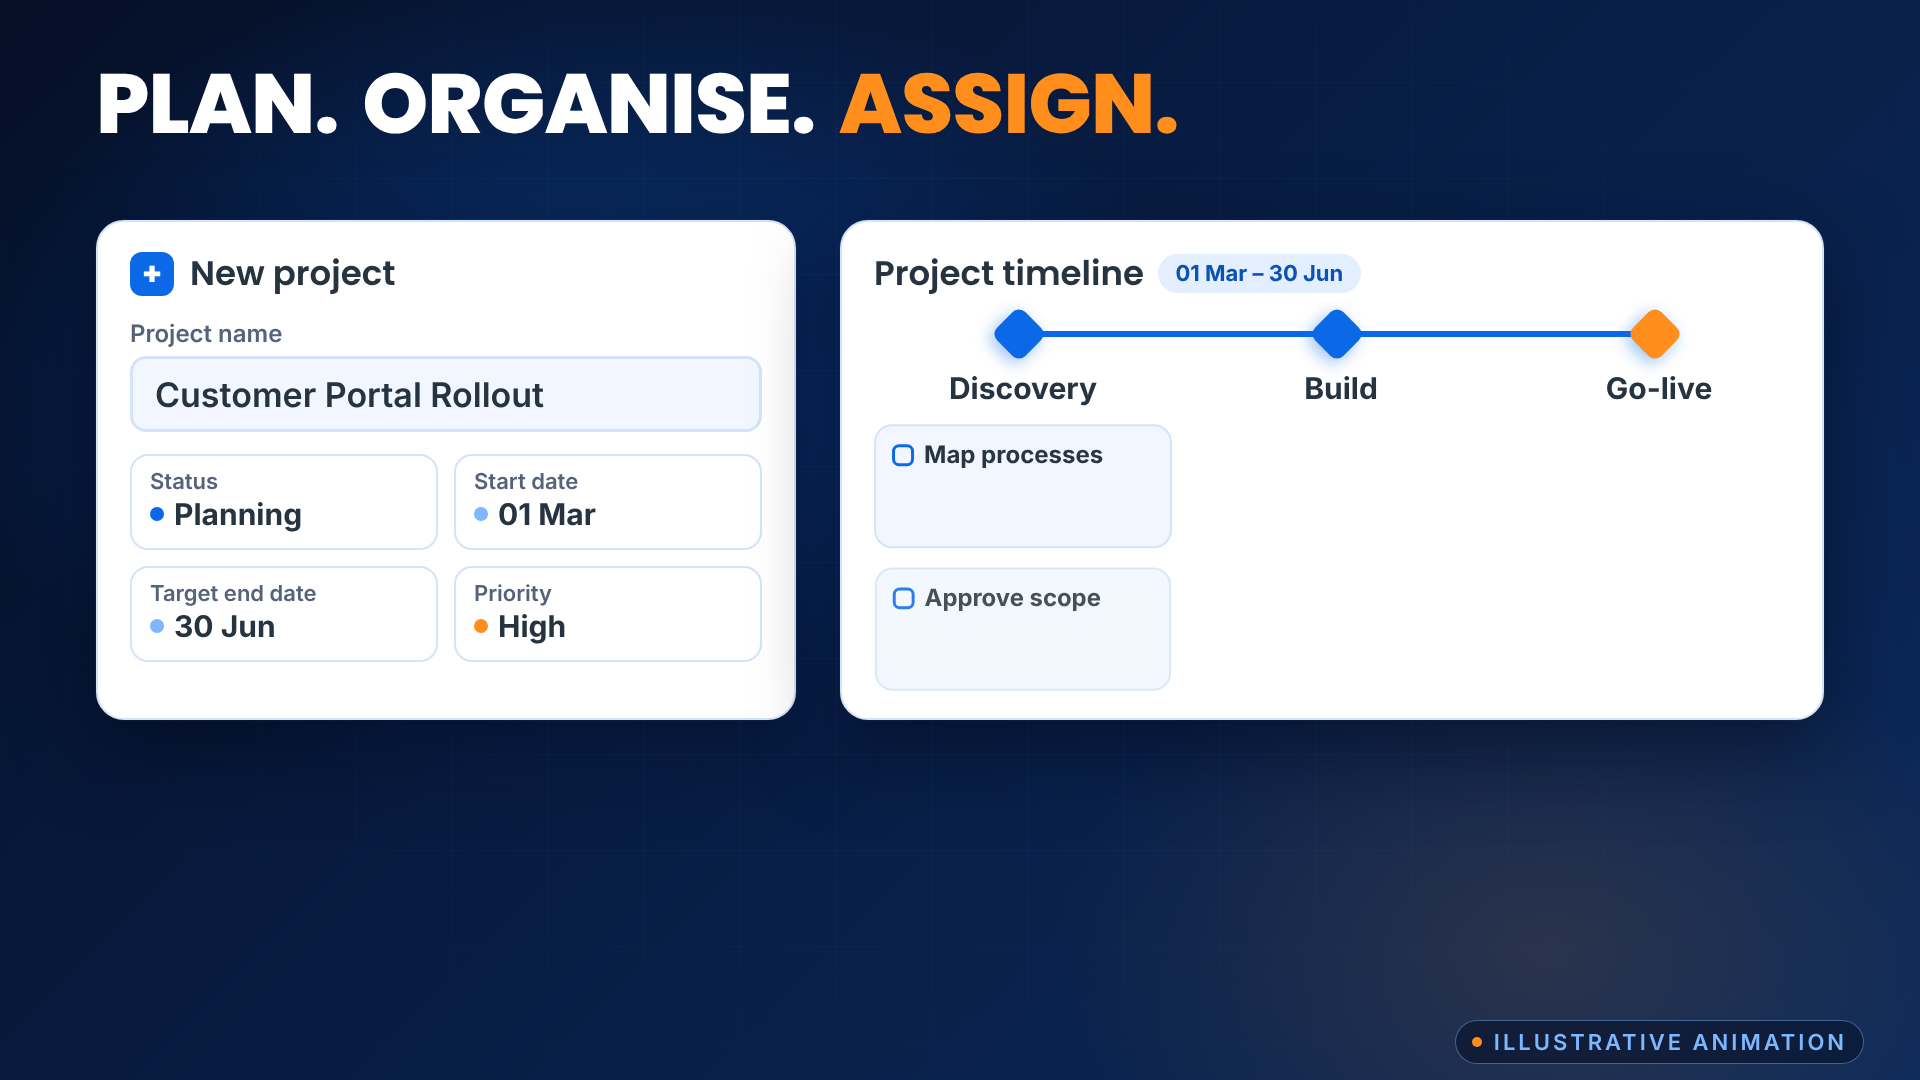 PLAN. ORGANISE. ASSIGN.
New project
Project name
Customer Portal Rollout
Status
Planning
Start date
01 Mar
Target end date
30 Jun
Priority
High
Project timeline
01 Mar – 30 Jun
Discovery
Build
Go-live
Map processes
Approve scope
ILLUSTRATIVE ANIMATION